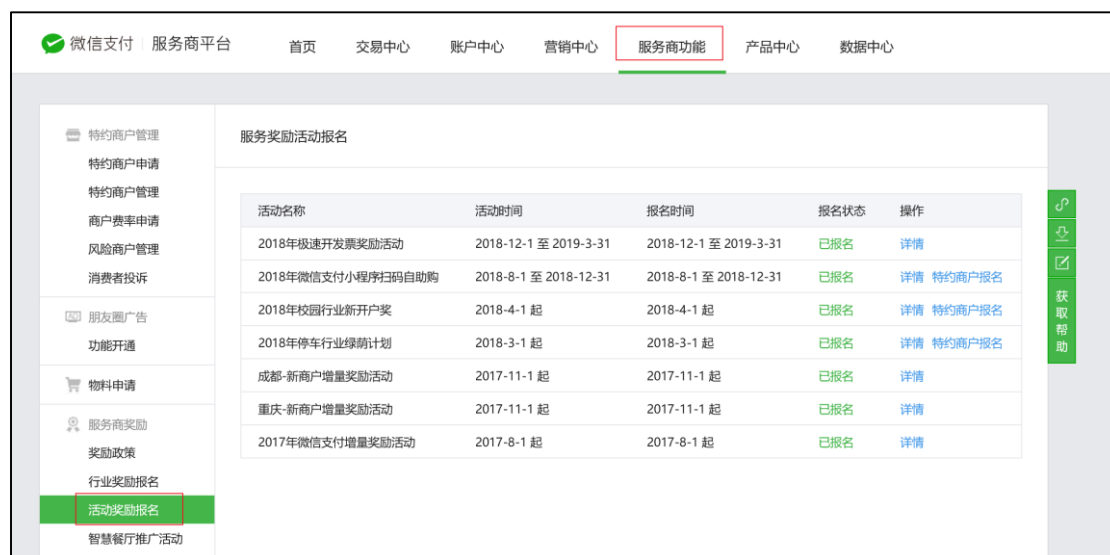 微信支付 服务商平台 首页 交易中心 账户中心 营销中心 服务商功能 产品中心 数据中心
特约商户管理
特约商户申请
特约商户管理
商户费率申请
风险商户管理
消费者投诉
朋友圈广告
功能开通
物料申请
服务商奖励
奖励政策
行业奖励报名
活动奖励报名
智慧餐厅推广活动
服务奖励活动报名
活动名称 活动时间 报名时间 报名状态 操作
2018年极速开发票奖励活动 2018-12-1 至 2019-3-31 2018-12-1 至 2019-3-31 已报名 详情
2018年微信支付小程序扫码自助购 2018-8-1 至 2018-12-31 2018-8-1 至 2018-12-31 已报名 详情 特约商户报名
2018年校园行业新开户奖 2018-4-1 起 2018-4-1 起 已报名 详情 特约商户报名
2018年停车行业绿荫计划 2018-3-1 起 2018-3-1 起 已报名 详情 特约商户报名
成都-新商户增量奖励活动 2017-11-1 起 2017-11-1 起 已报名 详情
重庆-新商户增量奖励活动 2017-11-1 起 2017-11-1 起 已报名 详情
2017年微信支付增量奖励活动 2017-8-1 起 2017-8-1 起 已报名 详情
获取帮助